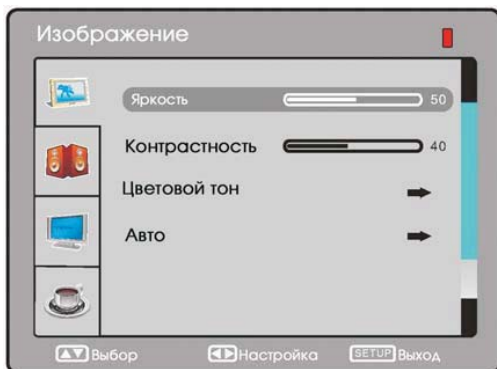 Изображение
Яркость 50
Контрастность 40
Цветовой тон
Авто
Выбор Настройка SETUP Выход